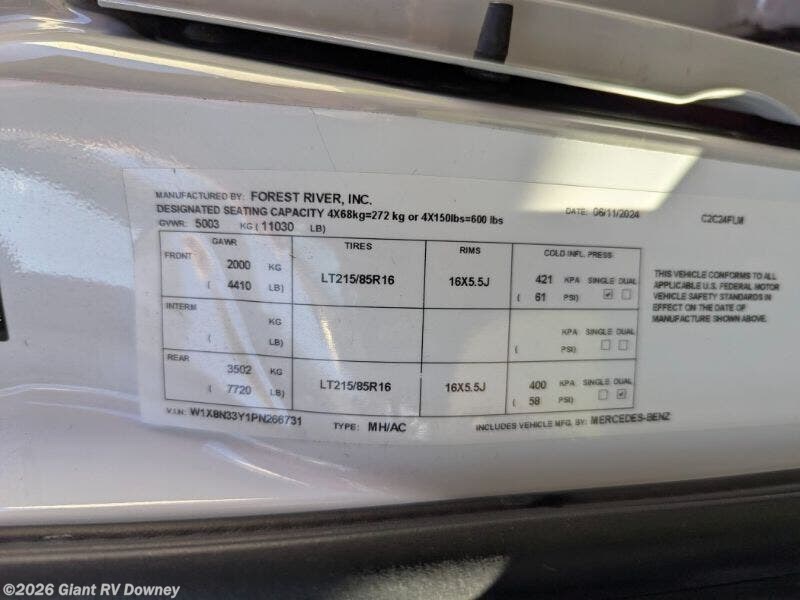 MANUFACTURED BY: FOREST RIVER, INC.
DESIGNATED SEATING CAPACITY 4X68kg=272 kg or 4X150lbs=600 lbs
DATE: 06/11/2024 C2C24FLM
GVWR: 5003 KG ( 11030 LB)
GAWR TIRES RIMS COLD INFL. PRESS
FRONT 2000 KG LT215/85R16 16X5.5J 421 KPA SINGLE DUAL
( 4410 LB) ( 61 PSI) ☑ ☐
INTERM KG KPA SINGLE DUAL
( LB) ( PSI) ☐ ☐
REAR 3502 KG LT215/85R16 16X5.5J 400 KPA SINGLE DUAL
( 7720 LB) ( 58 PSI) ☐ ☑
THIS VEHICLE CONFORMS TO ALL
APPLICABLE U.S. FEDERAL MOTOR
VEHICLE SAFETY STANDARDS IN
EFFECT ON THE DATE OF
MANUFACTURE SHOWN ABOVE.
V.I.N: W1X8N33Y1PN266731 TYPE: MH/AC INCLUDES VEHICLE MFG. BY: MERCEDES-BENZ
©2026 Giant RV Downey